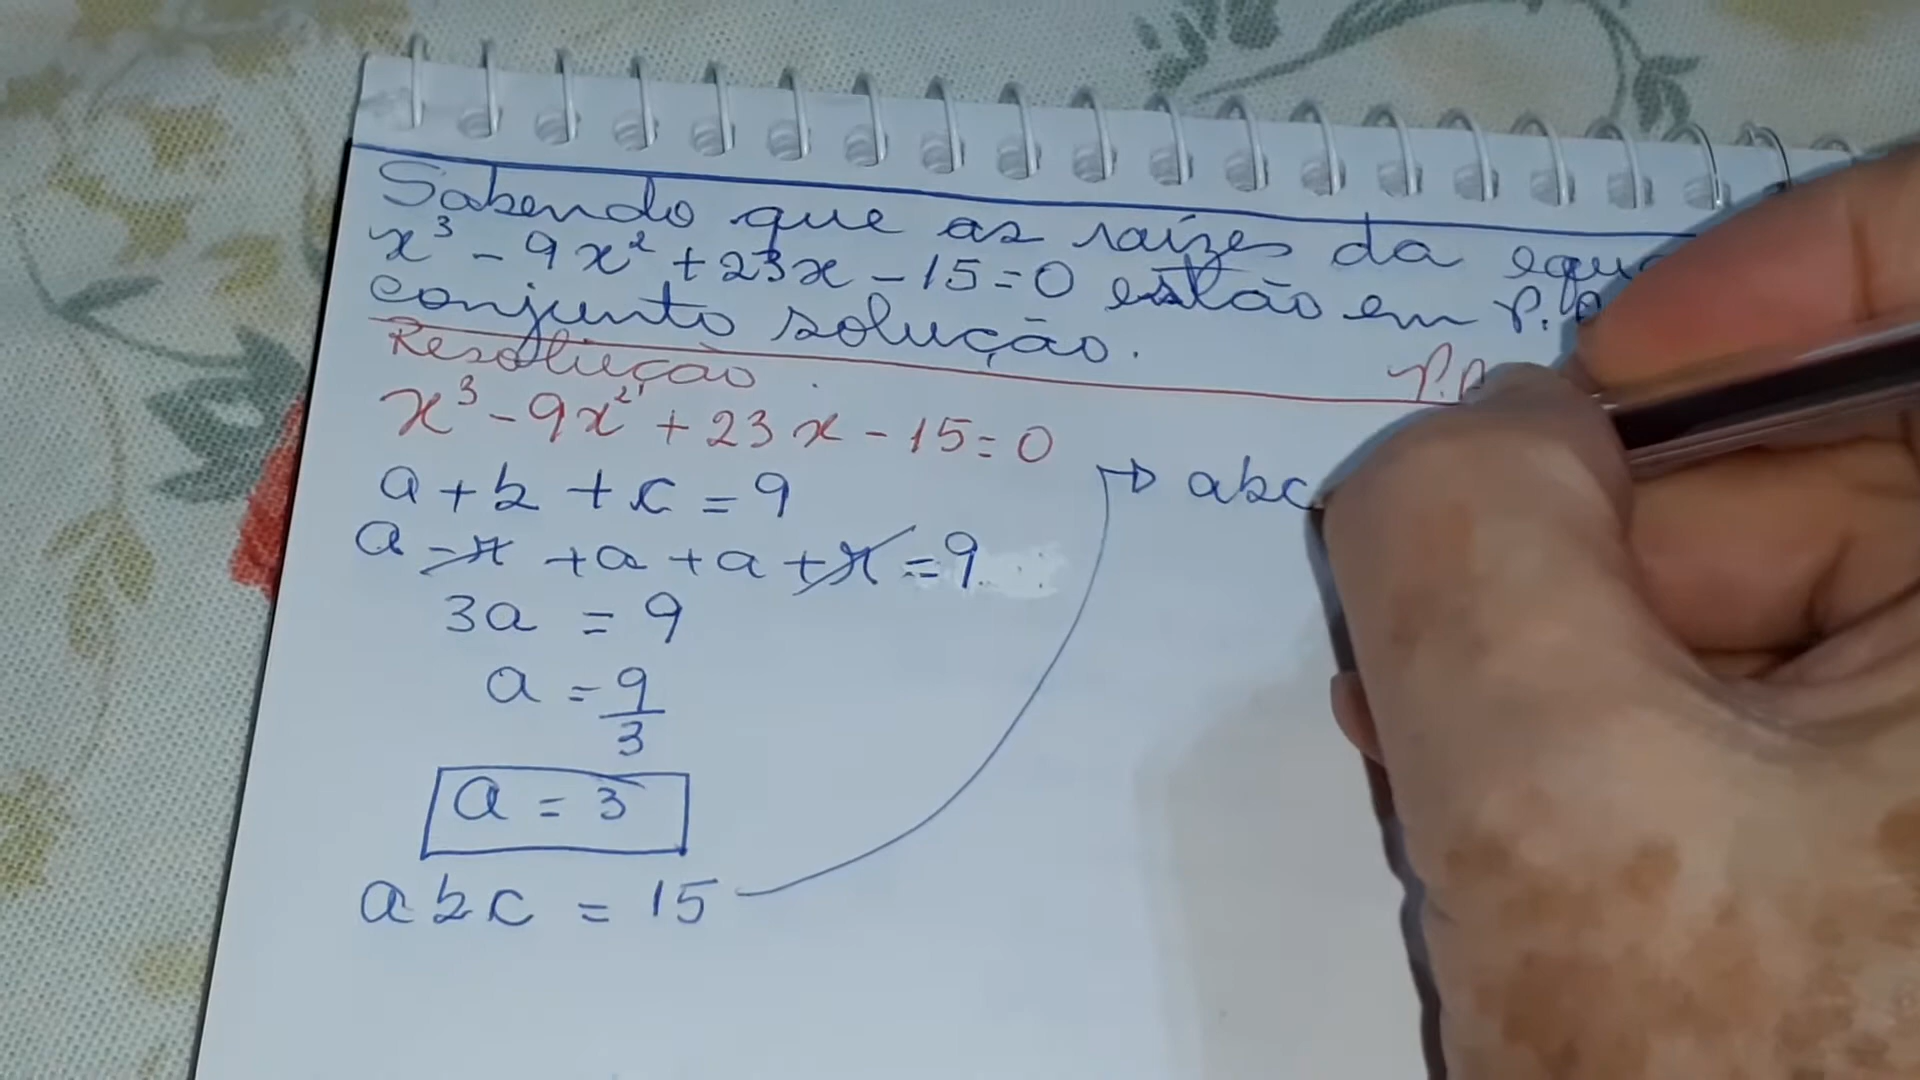 Sabendo que as raízes da equa
x³ - 9x² + 23x - 15 = 0 estão em P.
conjunto solução.
Resolução
P.A
x³ - 9x² + 23x - 15 = 0
a + b + c = 9
a - r + a + a + r = 9
3a = 9
a = 9/3
a = 3
abc = 15
→ abc